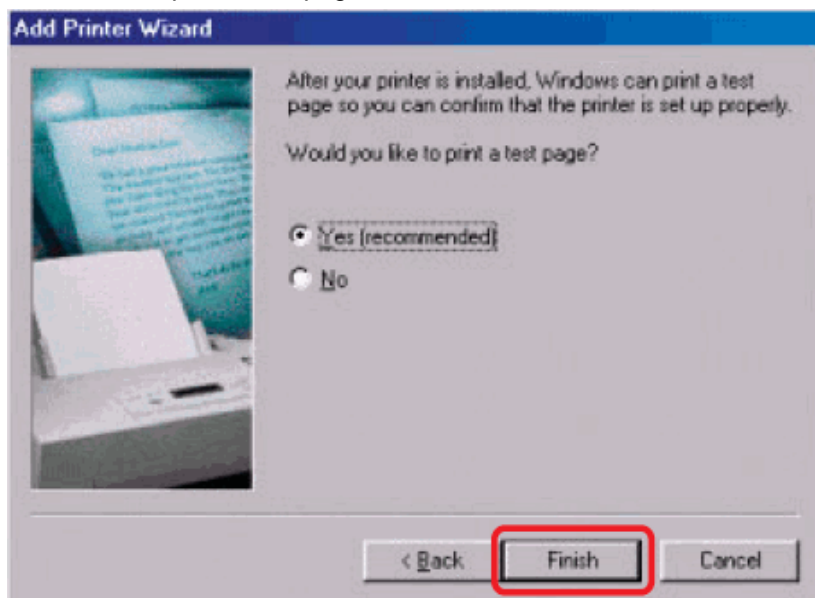 Add Printer Wizard
After your printer is installed, Windows can print a test
page so you can confirm that the printer is set up properly.
Would you like to print a test page?
Yes (recommended)
No
< Back
Finish
Cancel